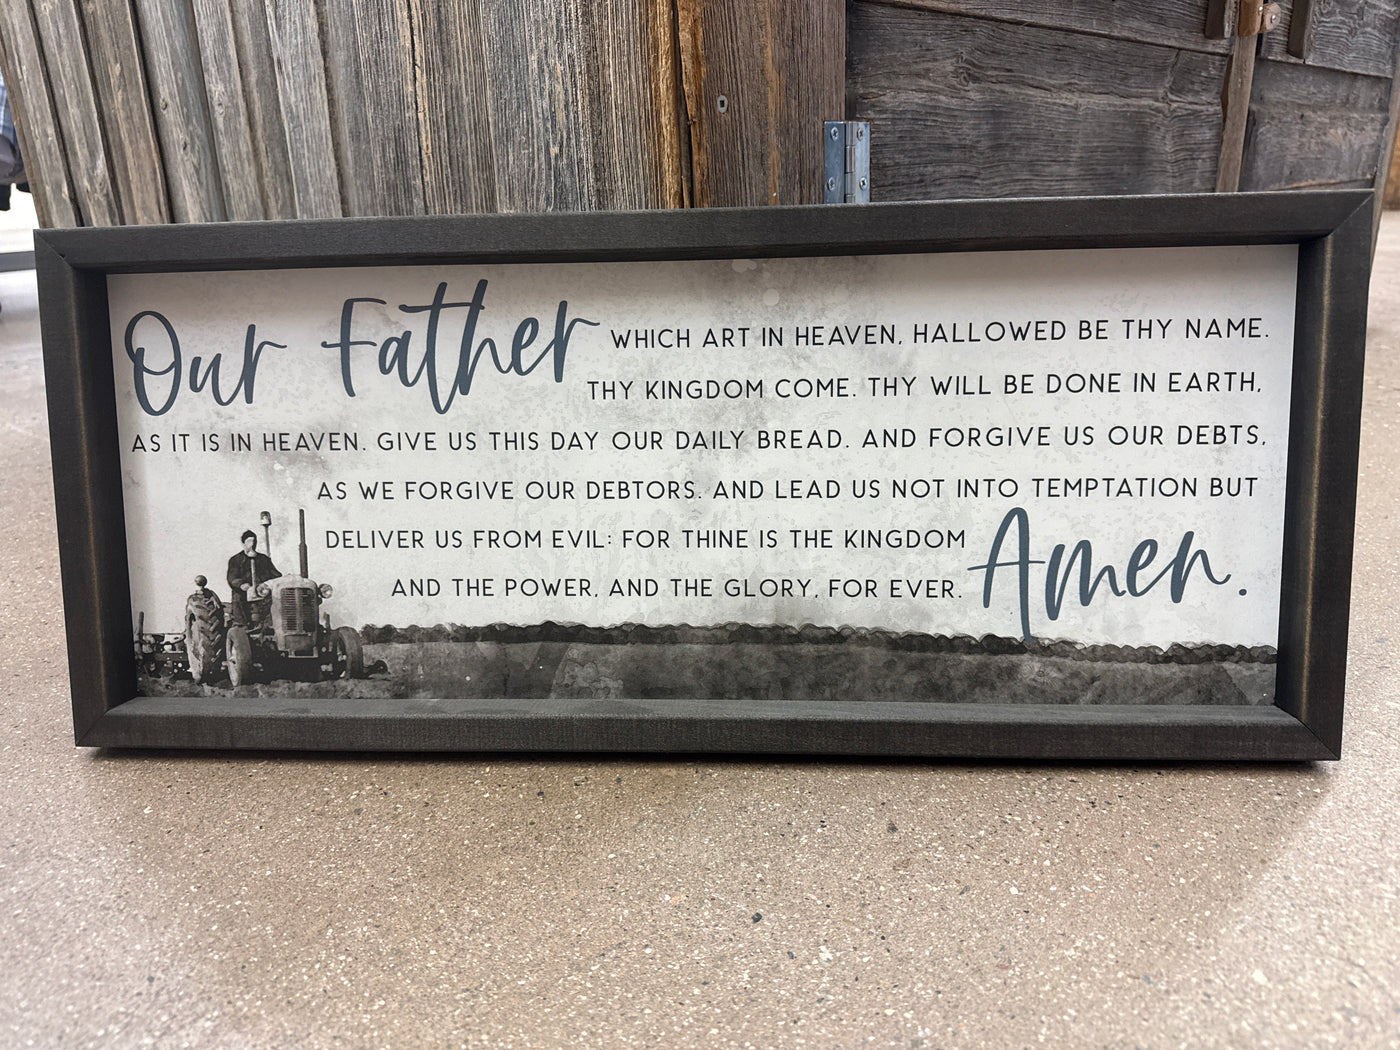 Our Father WHICH ART IN HEAVEN, HALLOWED BE THY NAME.
THY KINGDOM COME. THY WILL BE DONE IN EARTH,
AS IT IS IN HEAVEN. GIVE US THIS DAY OUR DAILY BREAD. AND FORGIVE US OUR DEBTS,
AS WE FORGIVE OUR DEBTORS. AND LEAD US NOT INTO TEMPTATION BUT
DELIVER US FROM EVIL: FOR THINE IS THE KINGDOM
AND THE POWER, AND THE GLORY, FOR EVER.
Amen.